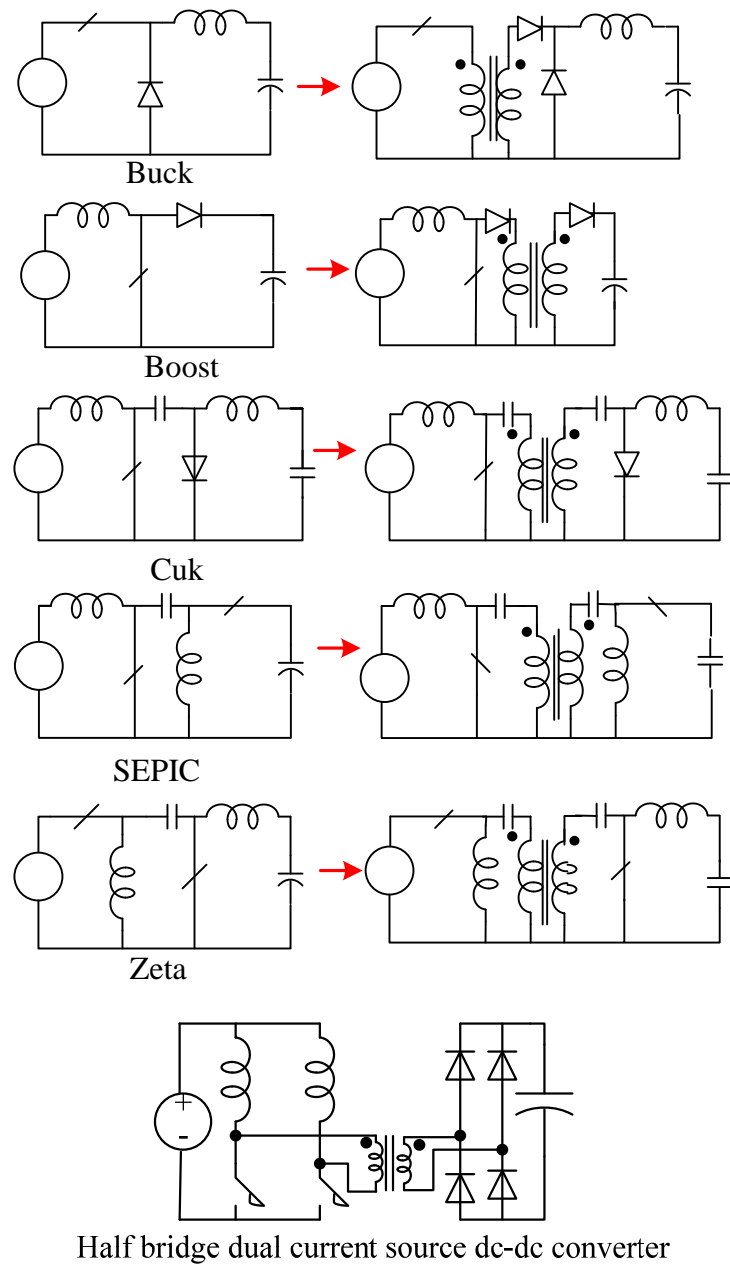 Buck
Boost
Cuk
SEPIC
Zeta
+
-
Half bridge dual current source dc-dc converter